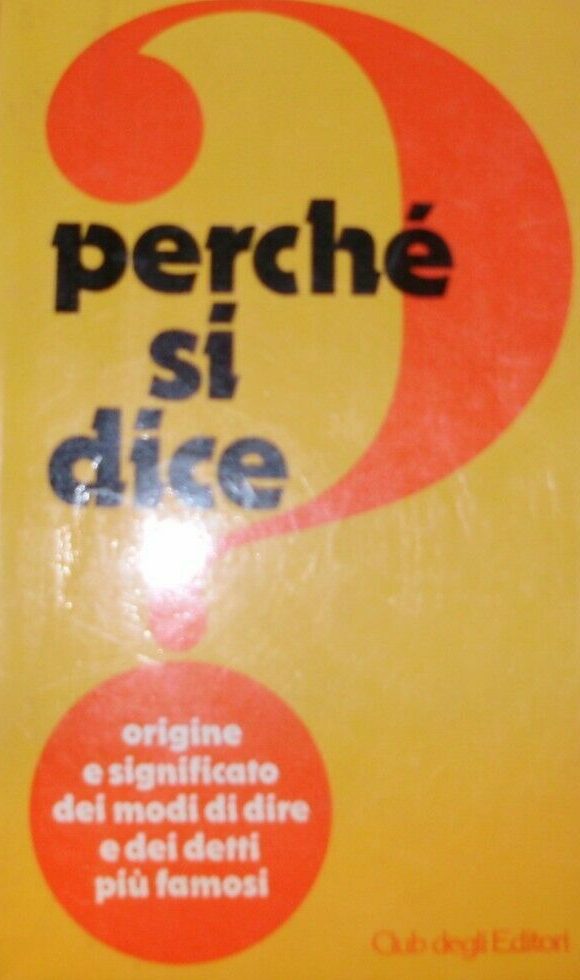 perché
si
dice
origine
e significato
dei modi di dire
e dei detti
più famosi
Club degli Editori